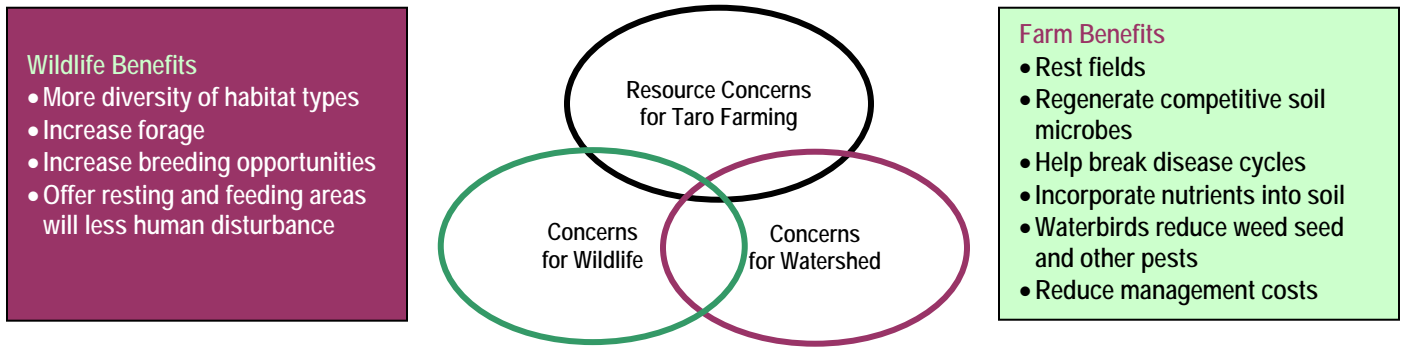 Wildlife Benefits
• More diversity of habitat types
• Increase forage
• Increase breeding opportunities
• Offer resting and feeding areas
will less human disturbance
Resource Concerns
for Taro Farming
Concerns
for Wildlife
Concerns
for Watershed
Farm Benefits
• Rest fields
• Regenerate competitive soil
microbes
• Help break disease cycles
• Incorporate nutrients into soil
• Waterbirds reduce weed seed
and other pests
• Reduce management costs